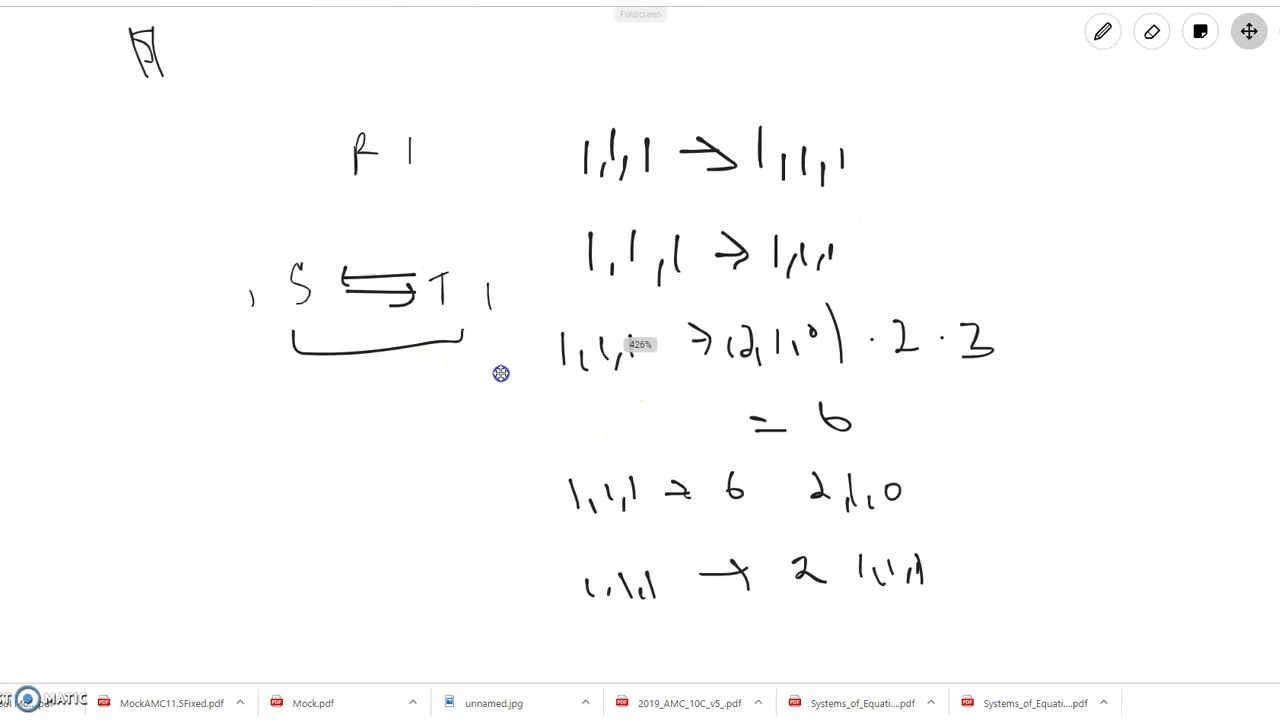 Fullscreen
R 1
1,1,1 → 1,1,1
1,1,1 → 1,1,1
1 S T 1
1,1,1 → (2,1,0) · 2 · 3
426%
= 6
1,1,1 → 6 2,1,0
1,1,1 → 2 1,1,1
MATIC
MockAMC11.5Fixed.pdf
Mock.pdf
unnamed.jpg
2019_AMC_10C_v5_.pdf
Systems_of_Equati....pdf
Systems_of_Equati....pdf